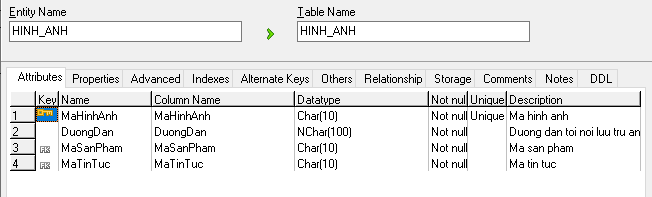 Entity Name Table Name
HINH_ANH HINH_ANH
Attributes Properties Advanced Indexes Alternate Keys Others Relationship Storage Comments Notes DDL
Key Name Column Name Datatype Not nul Unique Description
1 MaHinhAnh MaHinhAnh Char(10) Not null Unique Ma hinh anh
2 DuongDan DuongDan NChar(100) Not null Duong dan toi noi luu tru an
3 FK MaSanPham MaSanPham Char(10) Not null Ma san pham
4 FK MaTinTuc MaTinTuc Char(10) Not null Ma tin tuc